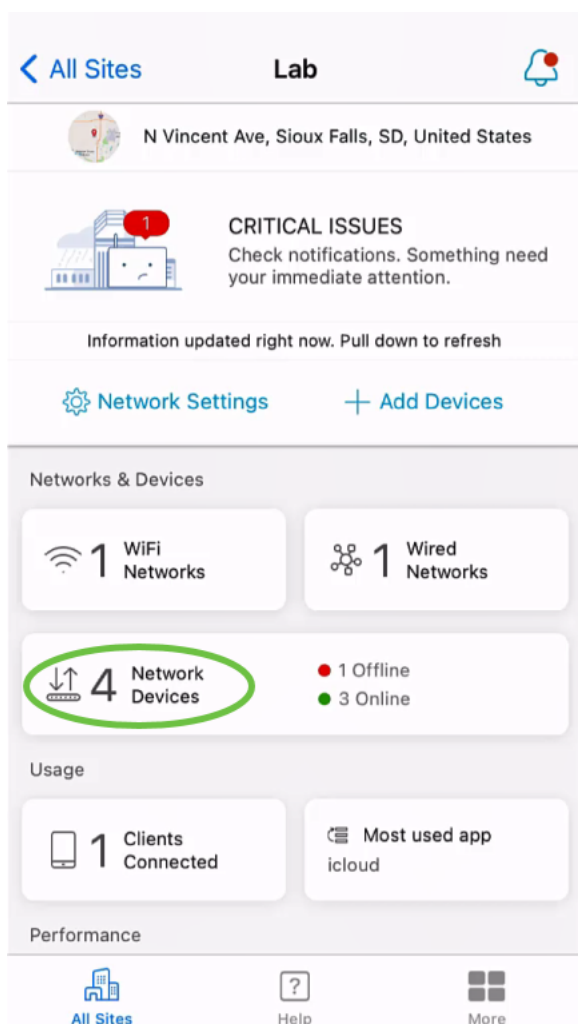 All Sites
Lab
N Vincent Ave, Sioux Falls, SD, United States
1
CRITICAL ISSUES
Check notifications. Something need
your immediate attention.
Information updated right now. Pull down to refresh
Network Settings
Add Devices
Networks & Devices
1 WiFi
Networks
1 Wired
Networks
4 Network
Devices
1 Offline
3 Online
Usage
1 Clients
Connected
Most used app
icloud
Performance
All Sites
Help
More